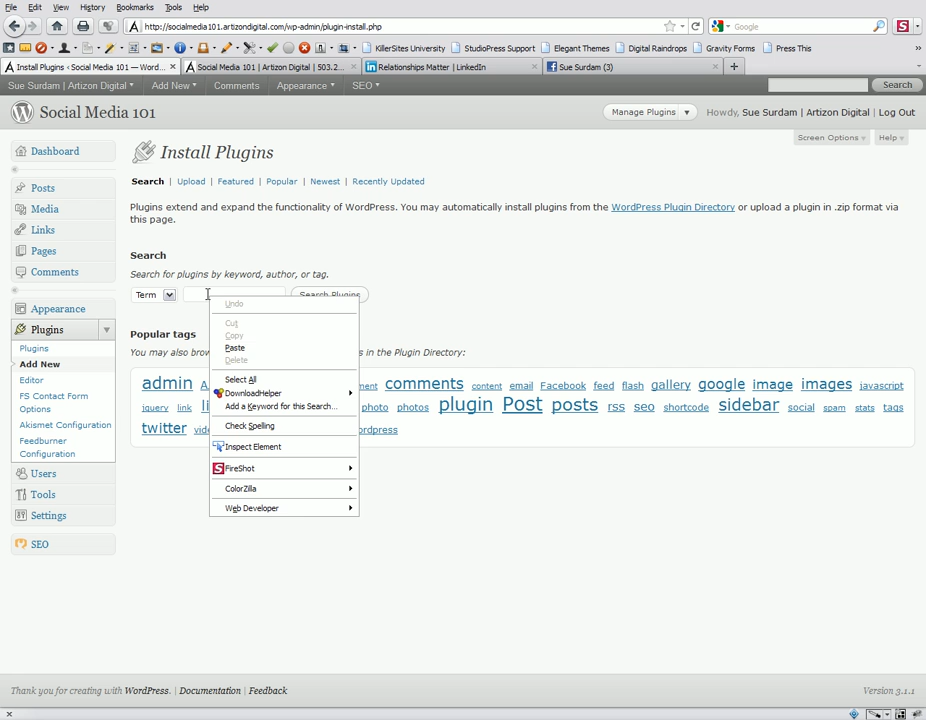 File Edit View History Bookmarks Tools Help
http://socialmedia101.artizondigital.com/wp-admin/plugin-install.php
Google
KillerSites University StudioPress Support Elegant Themes Digital Raindrops Gravity Forms Press This
Install Plugins ‹ Social Media 101 — Word... Social Media 101 | Artizon Digital | 503.2... Relationships Matter | LinkedIn Sue Surdam (3)
Sue Surdam | Artizon Digital Add New Comments Appearance SEO Search
Social Media 101 Manage Plugins Howdy, Sue Surdam | Artizon Digital | Log Out
Screen Options Help
Dashboard
Posts
Media
Links
Pages
Comments
Appearance
Plugins
Plugins
Add New
Editor
FS Contact Form
Options
Akismet Configuration
Feedburner
Configuration
Users
Tools
Settings
SEO
Install Plugins
Search | Upload | Featured | Popular | Newest | Recently Updated
Plugins extend and expand the functionality of WordPress. You may automatically install plugins from the WordPress Plugin Directory or upload a plugin in .zip format via
this page.
Search
Search for plugins by keyword, author, or tag.
Term Search Plugins
Popular tags
You may also brow s in the Plugin Directory:
admin A ment comments content email Facebook feed flash gallery google image images javascript
jquery link li photo photos plugin Post posts rss seo shortcode sidebar social spam stats tags
twitter vide ordpress
Undo
Cut
Copy
Paste
Delete
Select All
DownloadHelper
Add a Keyword for this Search...
Check Spelling
Inspect Element
FireShot
ColorZilla
Web Developer
Thank you for creating with WordPress. | Documentation | Feedback Version 3.1.1